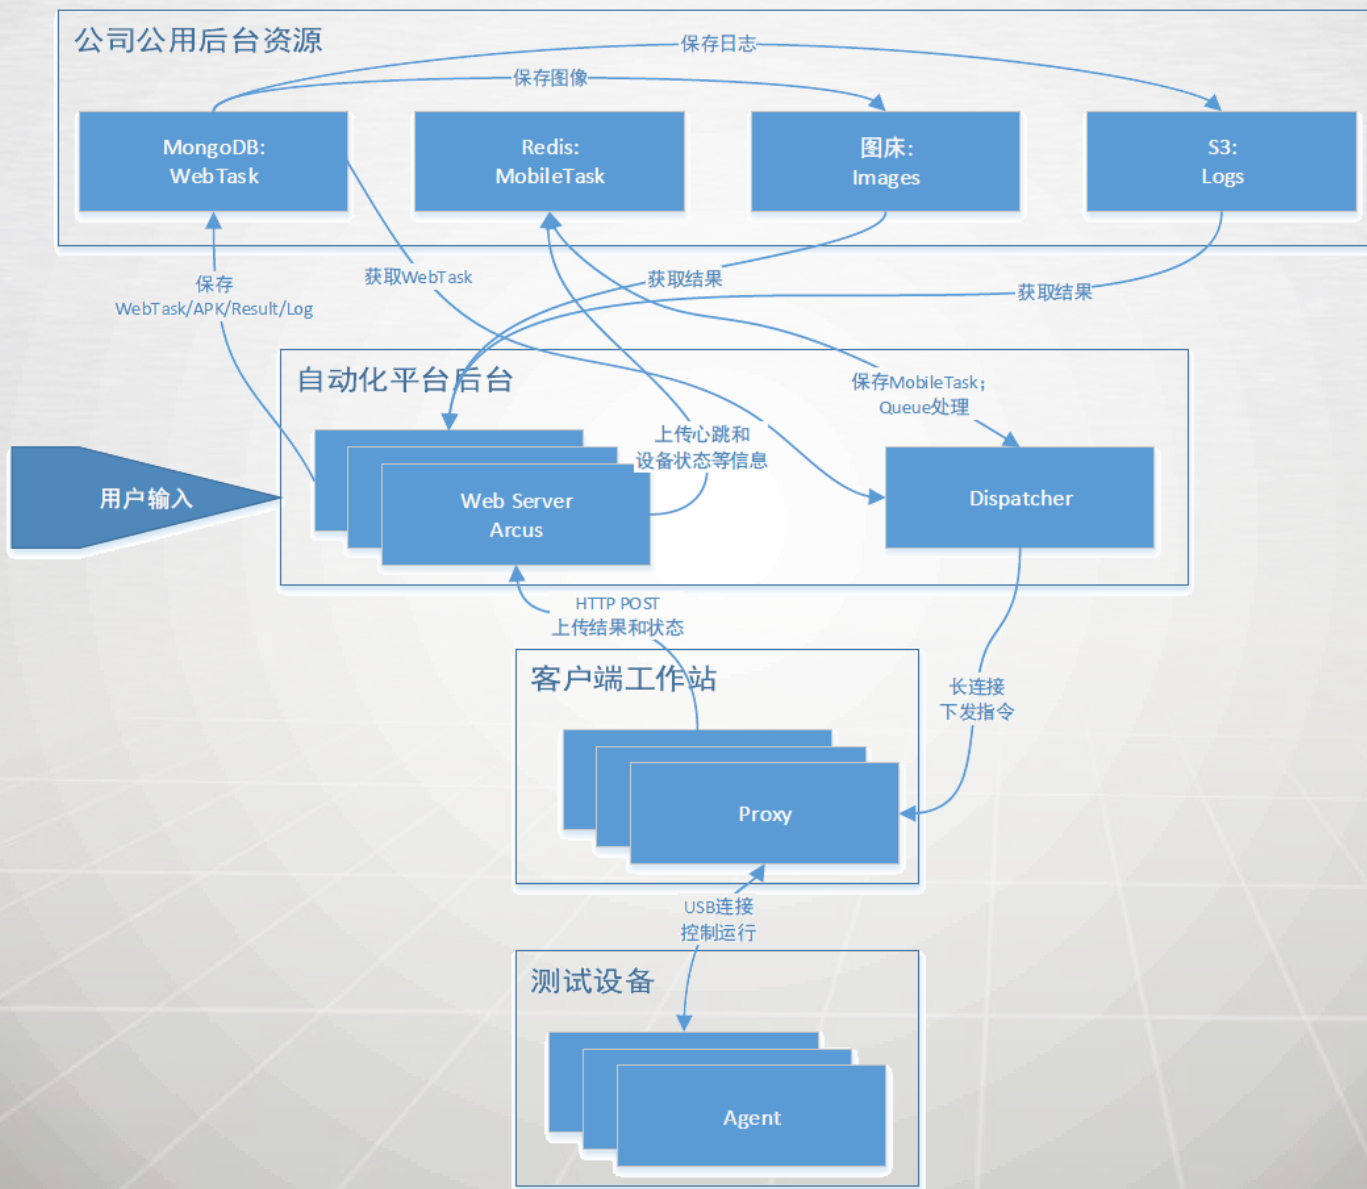 公司公用后台资源
保存日志
保存图像
MongoDB:
WebTask
Redis:
MobileTask
图床:
Images
S3:
Logs
保存
WebTask/APK/Result/Log
获取WebTask
获取结果
获取结果
自动化平台后台
保存MobileTask；
Queue处理
上传心跳和
设备状态等信息
用户输入
Web Server
Arcus
Dispatcher
HTTP POST
上传结果和状态
客户端工作站
长连接
下发指令
Proxy
USB连接
控制运行
测试设备
Agent